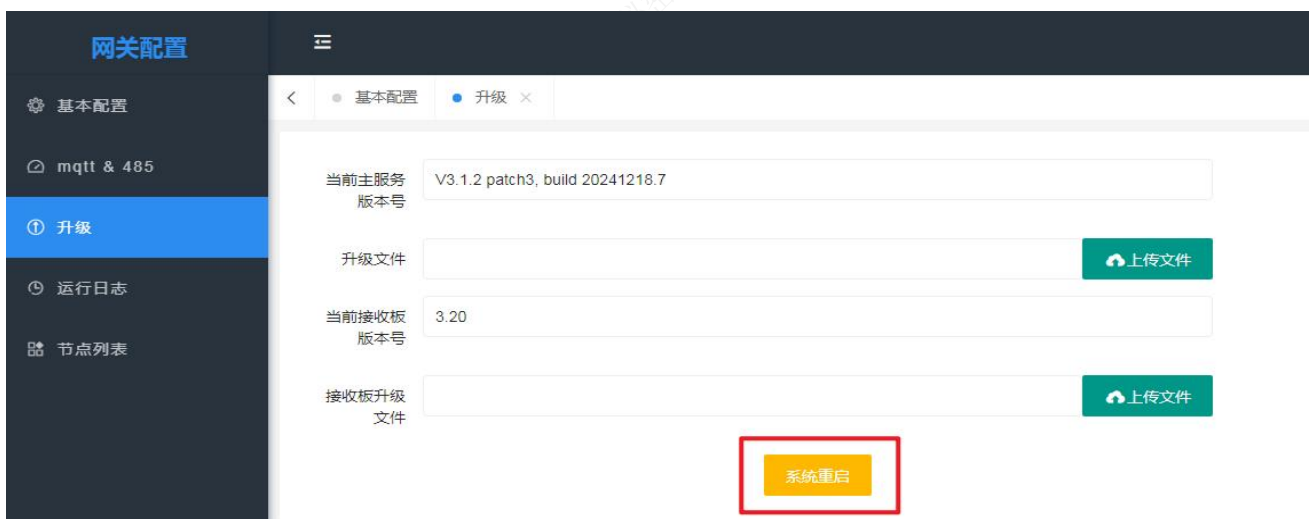 网关配置
基本配置
mqtt & 485
升级
运行日志
节点列表
基本配置
升级
当前主服务
版本号
V3.1.2 patch3, build 20241218.7
升级文件
上传文件
当前接收板
版本号
3.20
接收板升级
文件
上传文件
系统重启